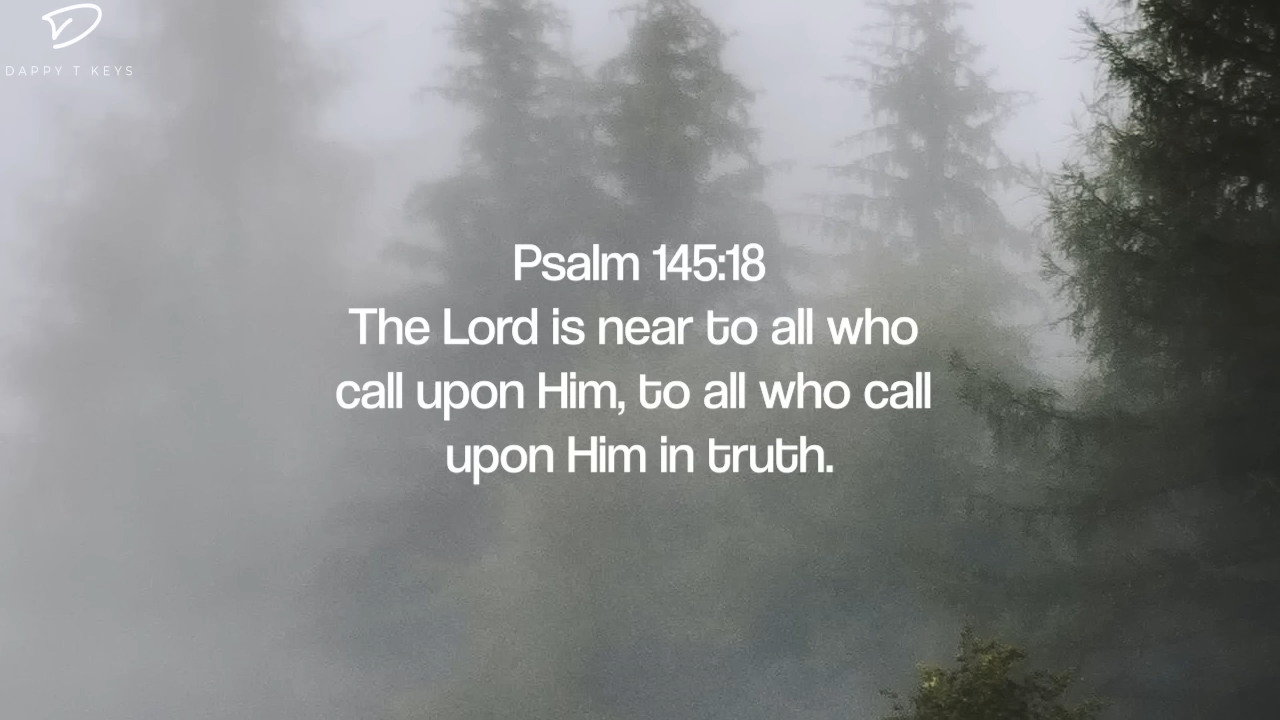 DAPPY T KEYS
Psalm 145:18
The Lord is near to all who
call upon Him, to all who call
upon Him in truth.